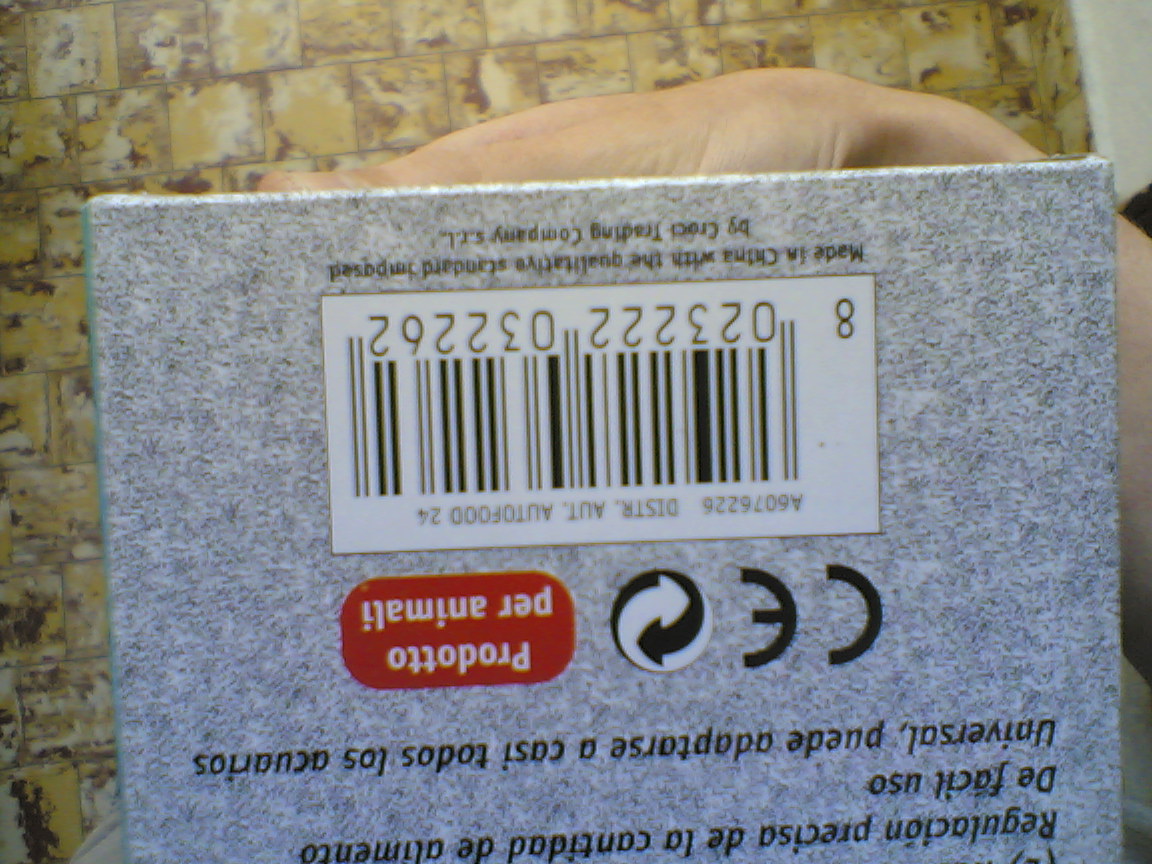 Regulación precisa de la cantidad de alimento
De fácil uso
Universal, puede adaptarse a casi todos los acuarios
Prodotto
per animali
CE
A6076226 DISTR. AUT. AUTOFOOD 24
8 023222 032262
Made in China with the qualitative standard imposed
by Croci Trading Company s.r.l.